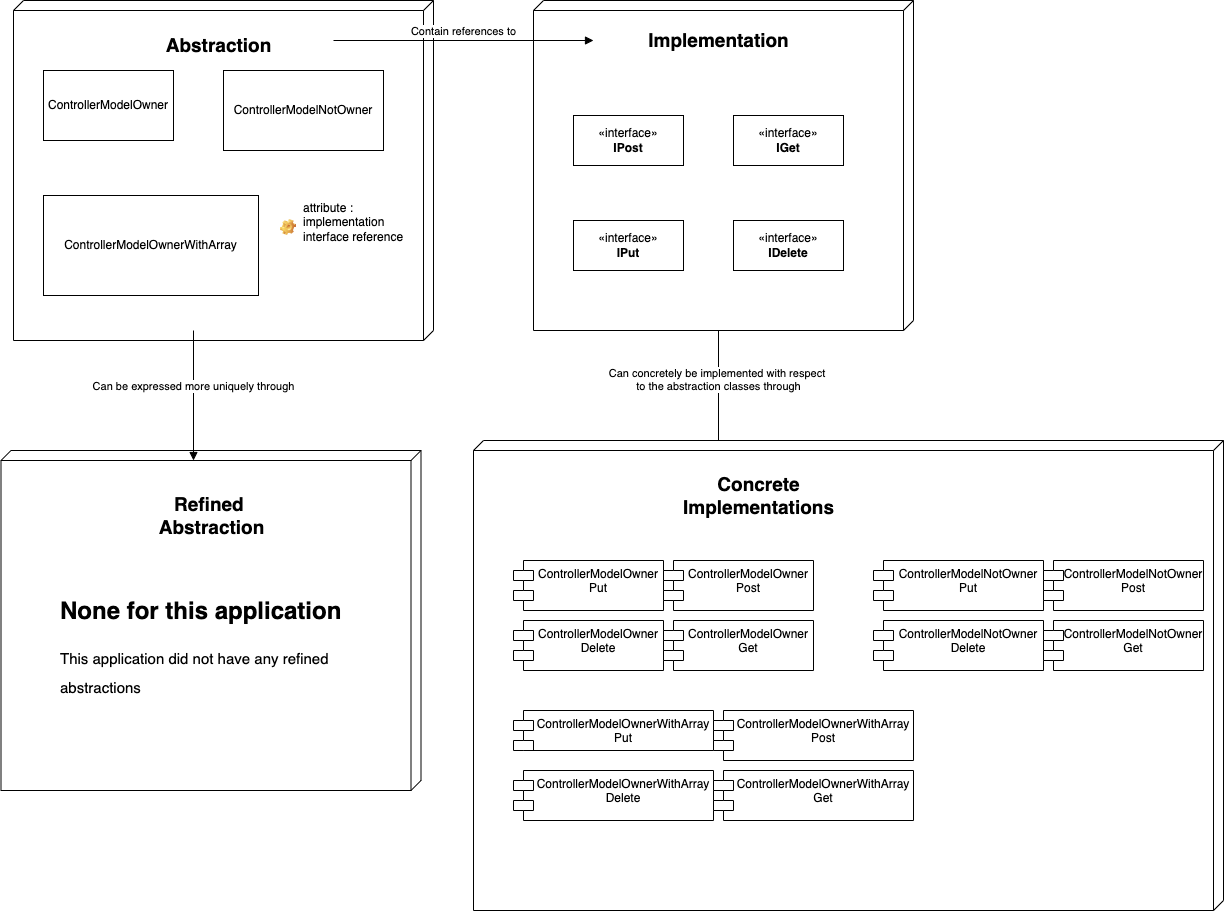 Abstraction
Contain references to
Implementation
ControllerModelOwner
ControllerModelNotOwner
«interface»
IPost
«interface»
IGet
ControllerModelOwnerWithArray
attribute :
implementation
interface reference
«interface»
IPut
«interface»
IDelete
Can be expressed more uniquely through
Can concretely be implemented with respect
to the abstraction classes through
Refined
Abstraction
None for this application
This application did not have any refined
abstractions
Concrete
Implementations
ControllerModelOwner
Put
ControllerModelOwner
Post
ControllerModelNotOwner
Put
ControllerModelNotOwner
Post
ControllerModelOwner
Delete
ControllerModelOwner
Get
ControllerModelNotOwner
Delete
ControllerModelNotOwner
Get
ControllerModelOwnerWithArray
Put
ControllerModelOwnerWithArray
Post
ControllerModelOwnerWithArray
Delete
ControllerModelOwnerWithArray
Get